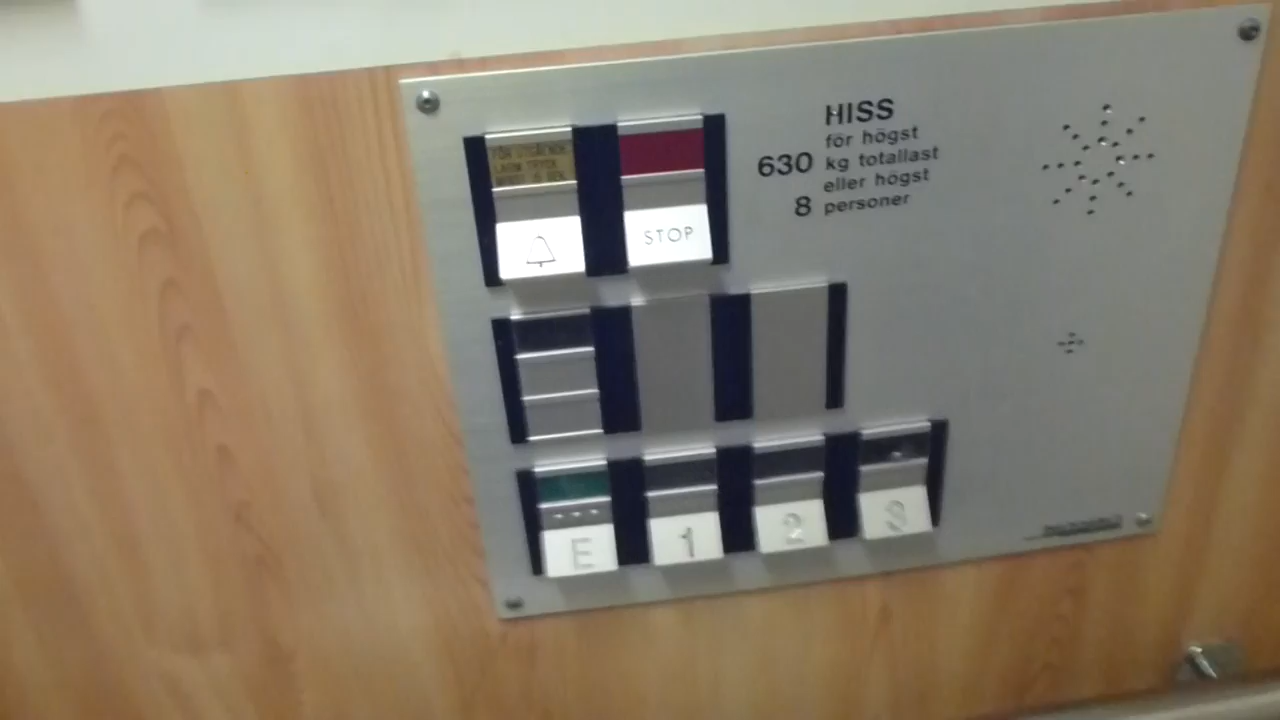 HISS
för högst
630 kg totallast
eller högst
8 personer
STOP
E 1 2 3